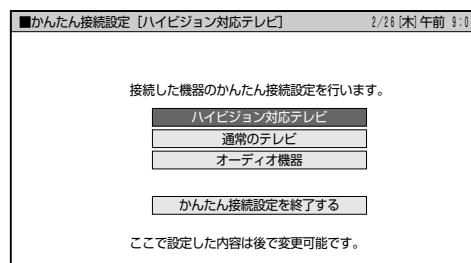 ■かんたん接続設定［ハイビジョン対応テレビ］ 2/26[木]午前 9:0
接続した機器のかんたん接続設定を行います。
ハイビジョン対応テレビ
通常のテレビ
オーディオ機器
かんたん接続設定を終了する
ここで設定した内容は後で変更可能です。